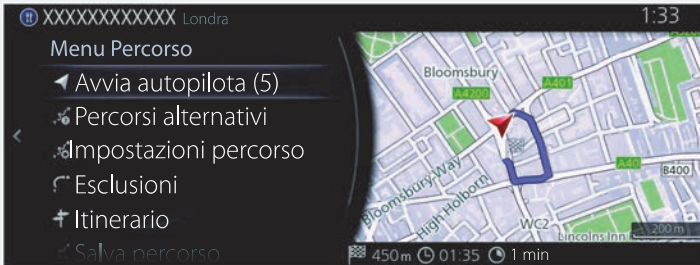 XXXXXXXXXXXX Londra
1:33
Menu Percorso
Avvia autopilota (5)
Percorsi alternativi
Impostazioni percorso
Esclusioni
Itinerario
Salva percorso
Bloomsbury
A4200
A401
A40
B400
Bloomsbury Way
High Holborn
WC2
Lincolns Inn
200 m
450m 01:35 1 min